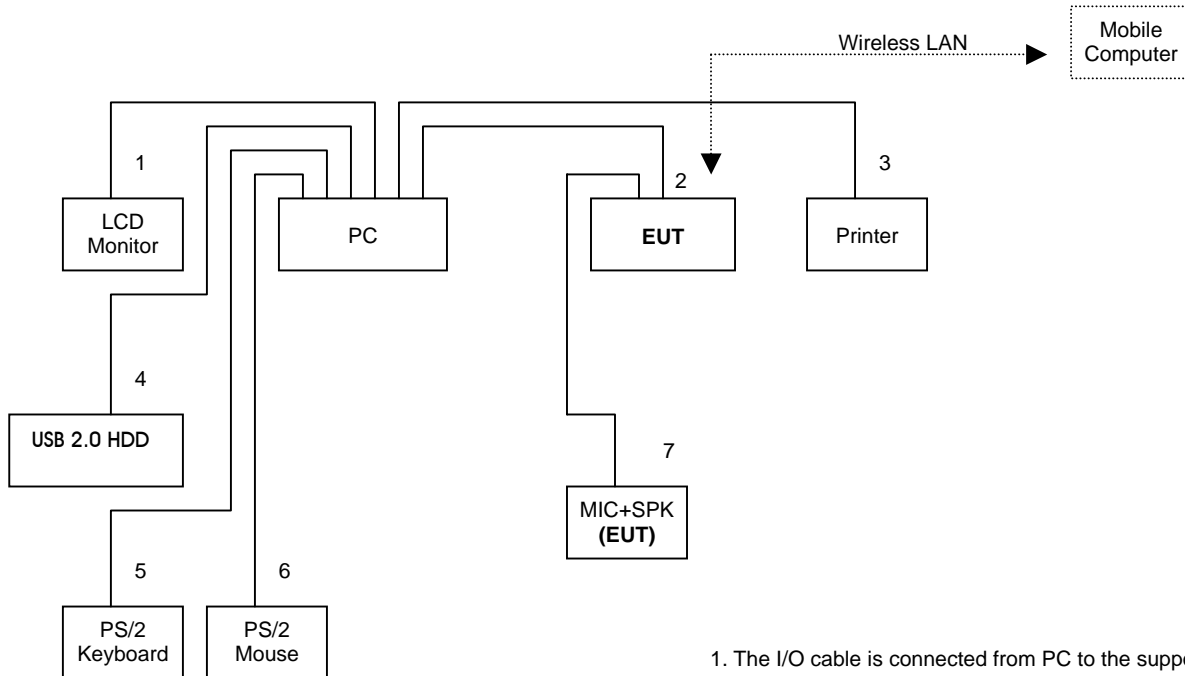 Wireless LAN
Mobile
Computer
1
2
3
LCD
Monitor
PC
EUT
Printer
4
USB 2.0 HDD
7
MIC+SPK
(EUT)
5
6
PS/2
Keyboard
PS/2
Mouse
1. The I/O cable is connected from PC to the